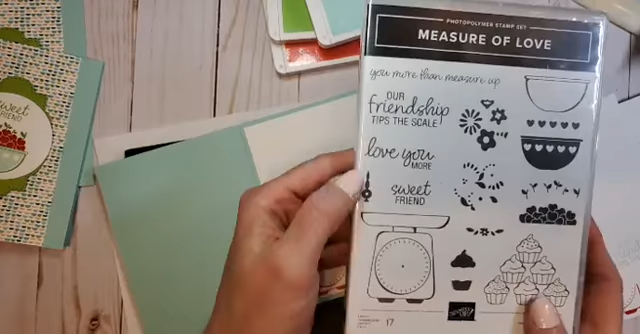 PHOTOPOLYMER STAMP SET
MEASURE OF LOVE
you more than measure up
OUR
friendship
TIPS THE SCALE
love you
MORE
sweet
FRIEND
17
sweet
FRIEND